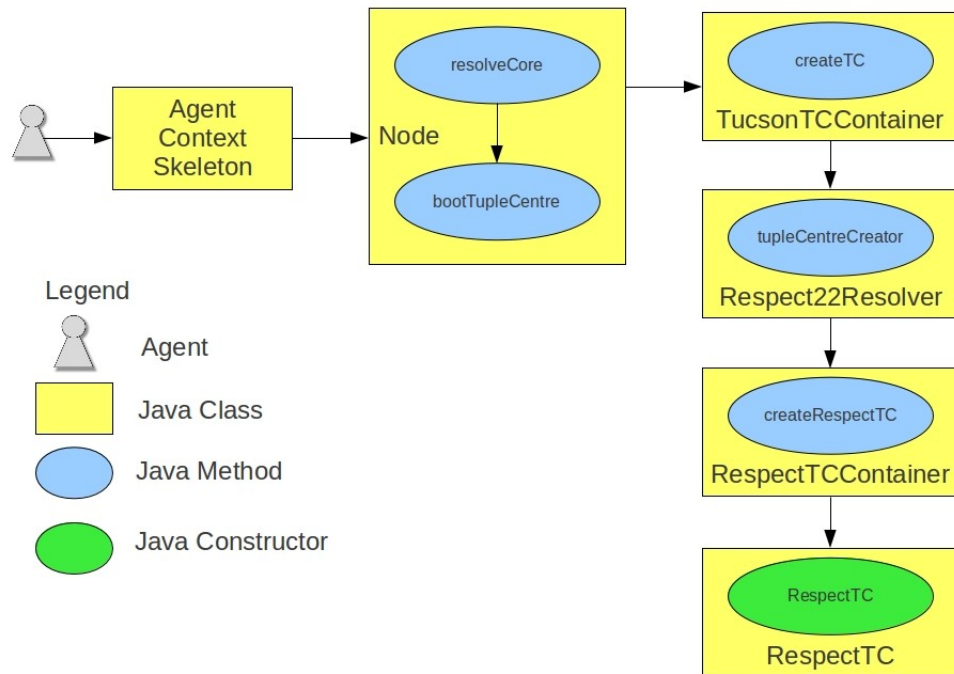 resolveCore
Node
bootTupleCentre
Agent
Context
Skeleton
createTC
TucsonTCContainer
tupleCentreCreator
Respect22Resolver
createRespectTC
RespectTCContainer
RespectTC
RespectTC
Legend
Agent
Java Class
Java Method
Java Constructor